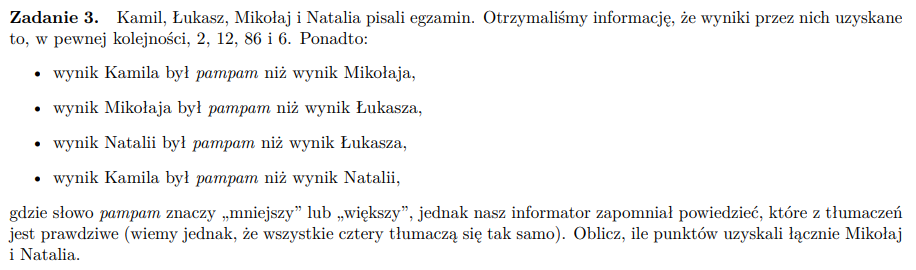 Zadanie 3. Kamil, Łukasz, Mikołaj i Natalia pisali egzamin. Otrzymaliśmy informację, że wyniki przez nich uzyskane
to, w pewnej kolejności, 2, 12, 86 i 6. Ponadto:
• wynik Kamila był pampam niż wynik Mikołaja,
• wynik Mikołaja był pampam niż wynik Łukasza,
• wynik Natalii był pampam niż wynik Łukasza,
• wynik Kamila był pampam niż wynik Natalii,
gdzie słowo pampam znaczy „mniejszy” lub „większy”, jednak nasz informator zapomniał powiedzieć, które z tłumaczeń
jest prawdziwe (wiemy jednak, że wszystkie cztery tłumaczą się tak samo). Oblicz, ile punktów uzyskali łącznie Mikołaj
i Natalia.